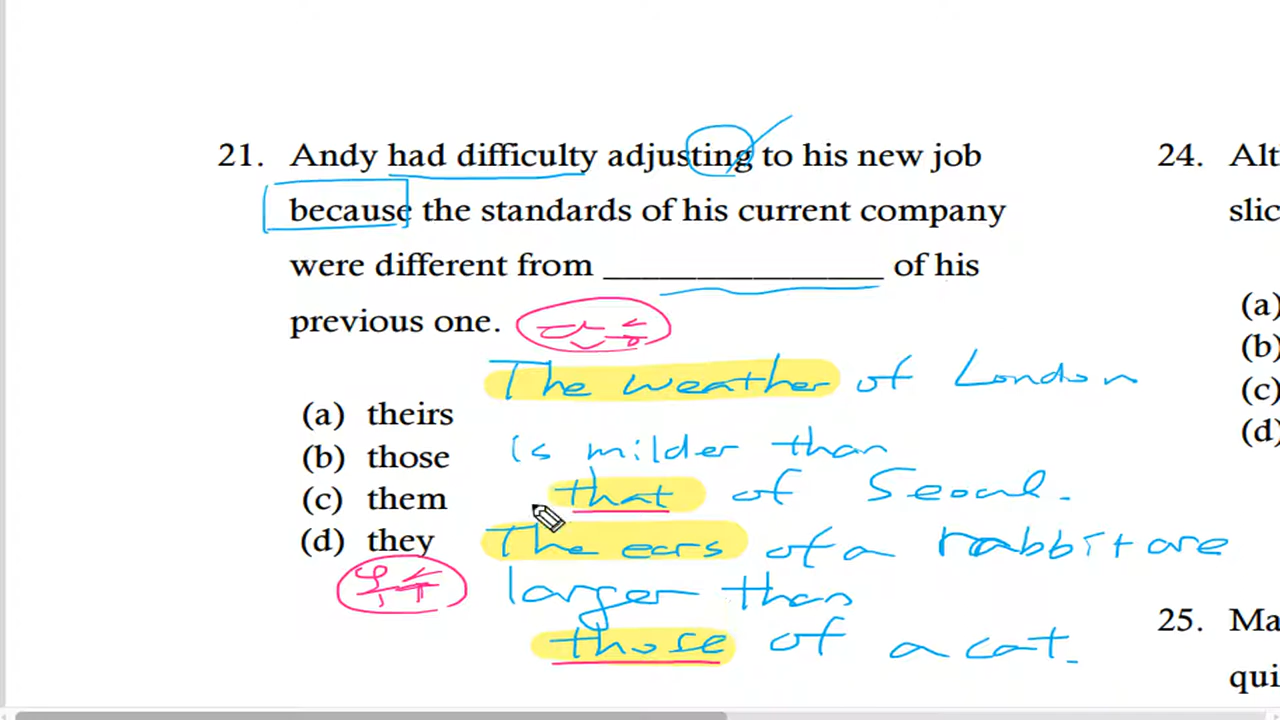 21. Andy had difficulty adjusting to his new job
because the standards of his current company
were different from _______________ of his
previous one.
The weather of London
is milder than
that of Seoul.
The ears of a rabbit are
larger than
those of a cat.
(a) theirs
(b) those
(c) them
(d) they
24. Alt
slic
(a)
(b)
(c)
(d)
25. Ma
qui